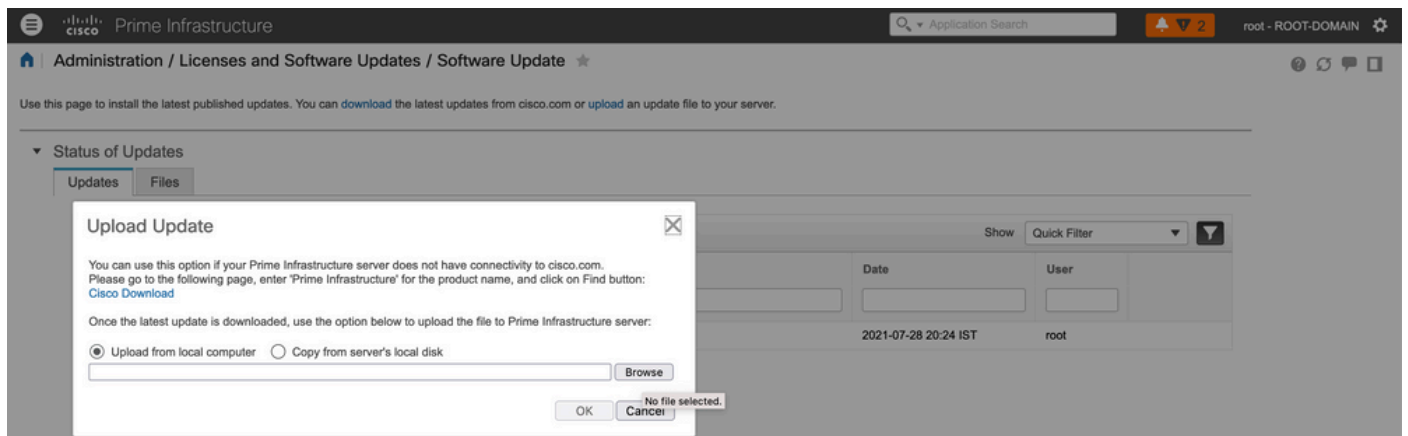 cisco Prime Infrastructure
Application Search
2
root - ROOT-DOMAIN
Administration / Licenses and Software Updates / Software Update
Use this page to install the latest published updates. You can download the latest updates from cisco.com or upload an update file to your server.
Status of Updates
Updates Files
Upload Update
Show Quick Filter
You can use this option if your Prime Infrastructure server does not have connectivity to cisco.com.
Please go to the following page, enter 'Prime Infrastructure' for the product name, and click on Find button:
Cisco Download
Date User
Once the latest update is downloaded, use the option below to upload the file to Prime Infrastructure server:
2021-07-28 20:24 IST root
Upload from local computer Copy from server's local disk
Browse
No file selected.
OK Cancel